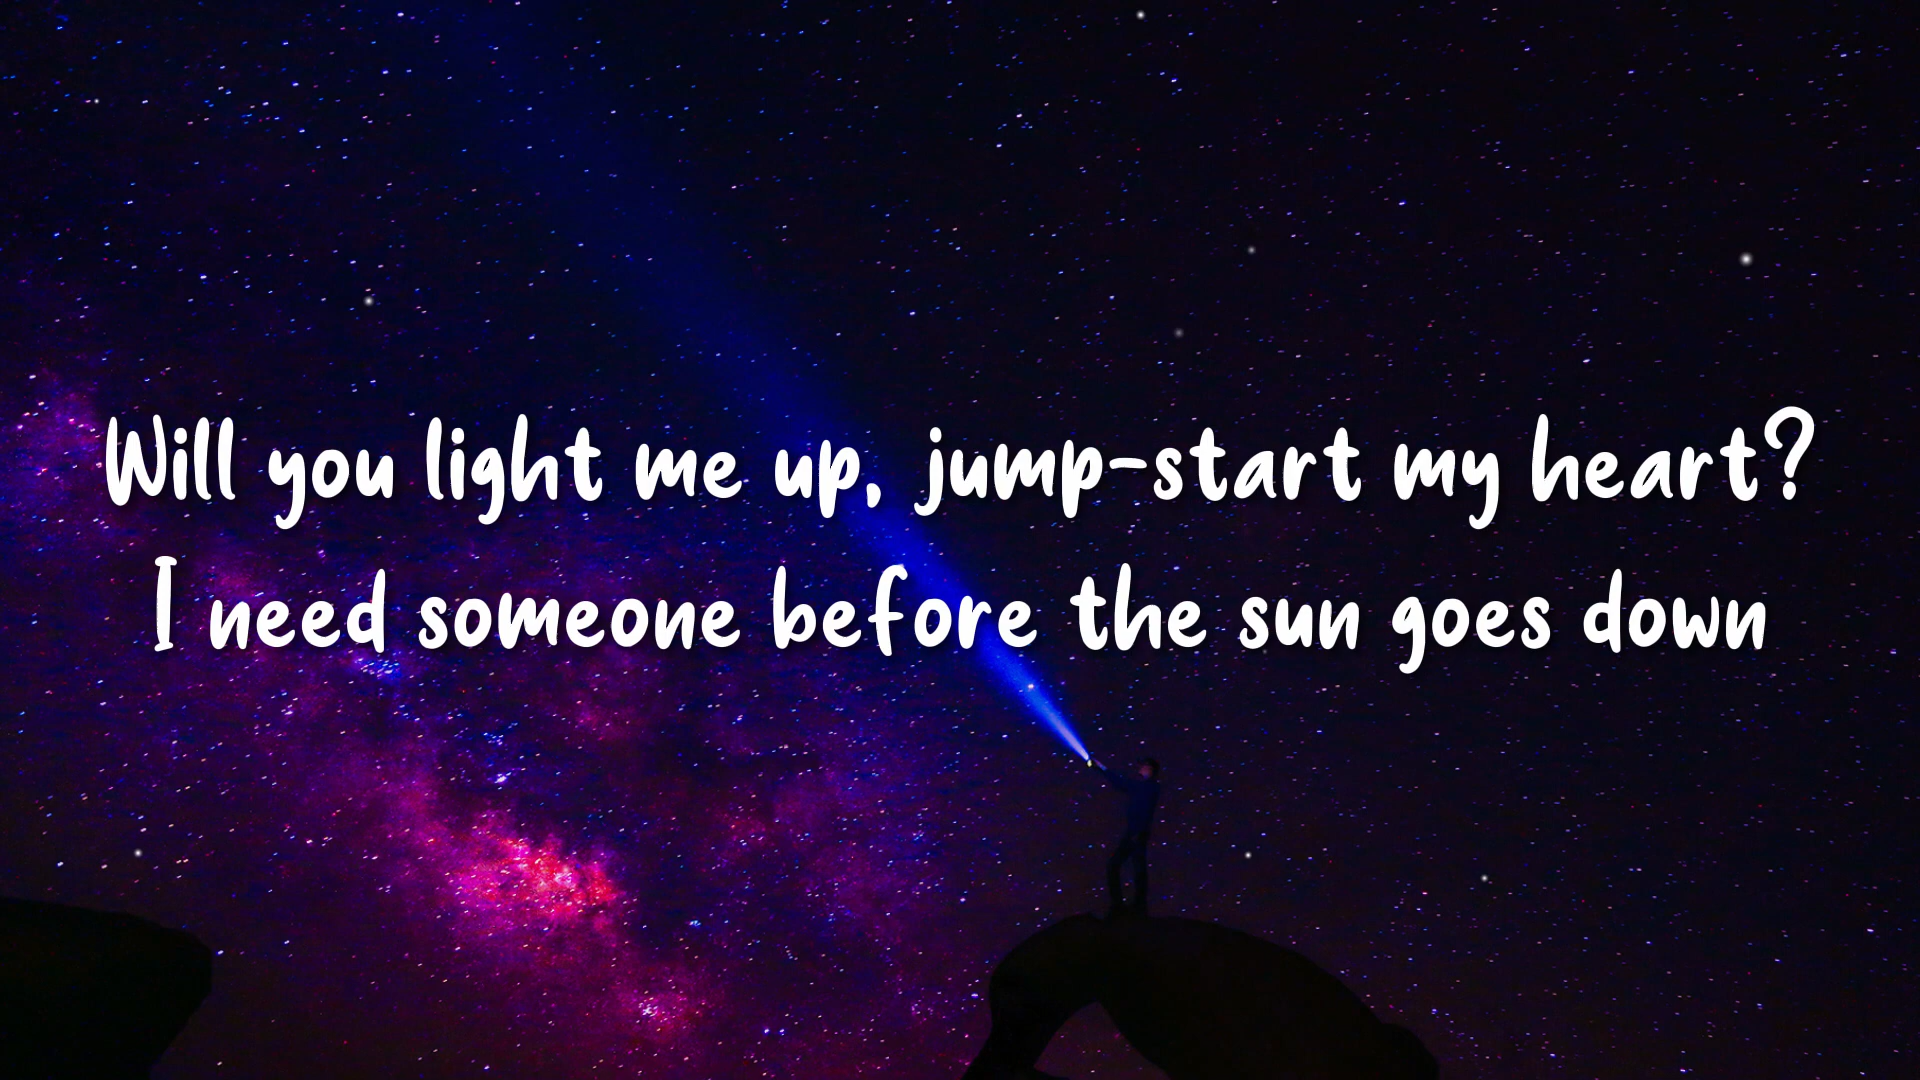 Will you light me up, jump-start my heart?
I need someone before the sun goes down